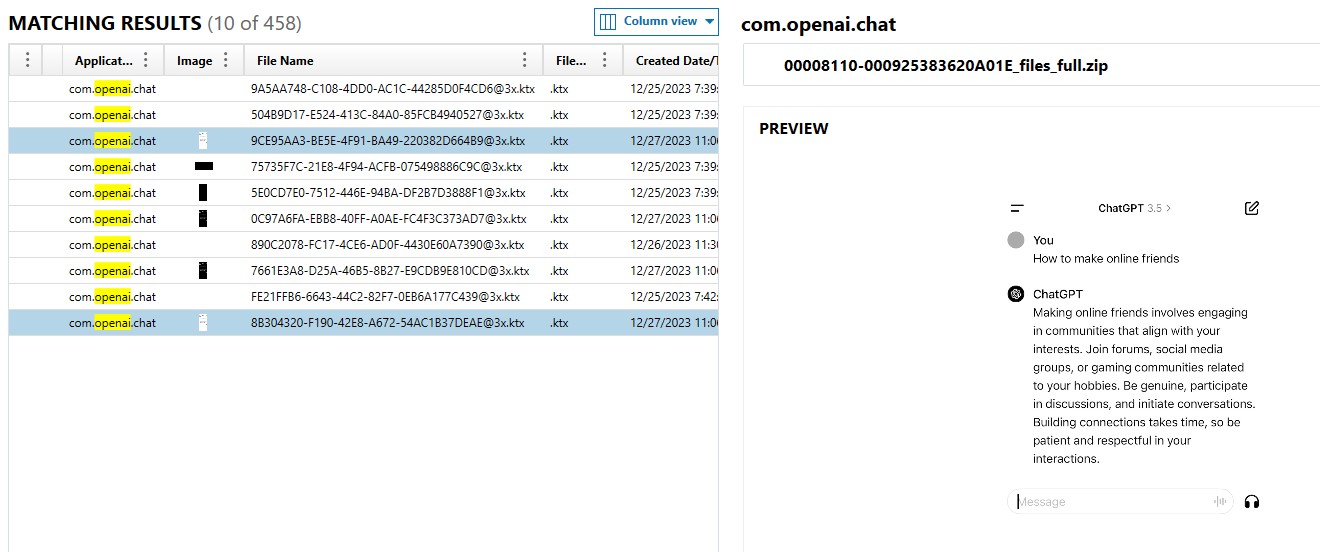 MATCHING RESULTS (10 of 458)
Column view
Applicat... Image File Name File... Created Date/T
com.openai.chat 9A5AA748-C108-4DD0-AC1C-44285D0F4CD6@3x.ktx .ktx 12/25/2023 7:39:
com.openai.chat 504B9D17-E524-413C-84A0-85FCB4940527@3x.ktx .ktx 12/25/2023 7:39:
com.openai.chat 9CE95AA3-BE5E-4F91-BA49-220382D664B9@3x.ktx .ktx 12/27/2023 11:06
com.openai.chat 75735F7C-21E8-4F94-ACFB-075498886C9C@3x.ktx .ktx 12/25/2023 7:39:
com.openai.chat 5E0CD7E0-7512-446E-94BA-DF2B7D3888F1@3x.ktx .ktx 12/25/2023 7:39:
com.openai.chat 0C97A6FA-EBB8-40FF-A0AE-FC4F3C373AD7@3x.ktx .ktx 12/27/2023 11:06
com.openai.chat 890C2078-FC17-4CE6-AD0F-4430E60A7390@3x.ktx .ktx 12/26/2023 11:30
com.openai.chat 7661E3A8-D25A-46B5-8B27-E9CDB9E810CD@3x.ktx .ktx 12/27/2023 11:06
com.openai.chat FE21FFB6-6643-44C2-82F7-0EB6A177C439@3x.ktx .ktx 12/25/2023 7:42:
com.openai.chat 8B304320-F190-42E8-A672-54AC1B37DEAE@3x.ktx .ktx 12/27/2023 11:06
com.openai.chat
00008110-000925383620A01E_files_full.zip
PREVIEW
ChatGPT 3.5 >
You
How to make online friends
ChatGPT
Making online friends involves engaging
in communities that align with your
interests. Join forums, social media
groups, or gaming communities related
to your hobbies. Be genuine, participate
in discussions, and initiate conversations.
Building connections takes time, so be
patient and respectful in your
interactions.
Message